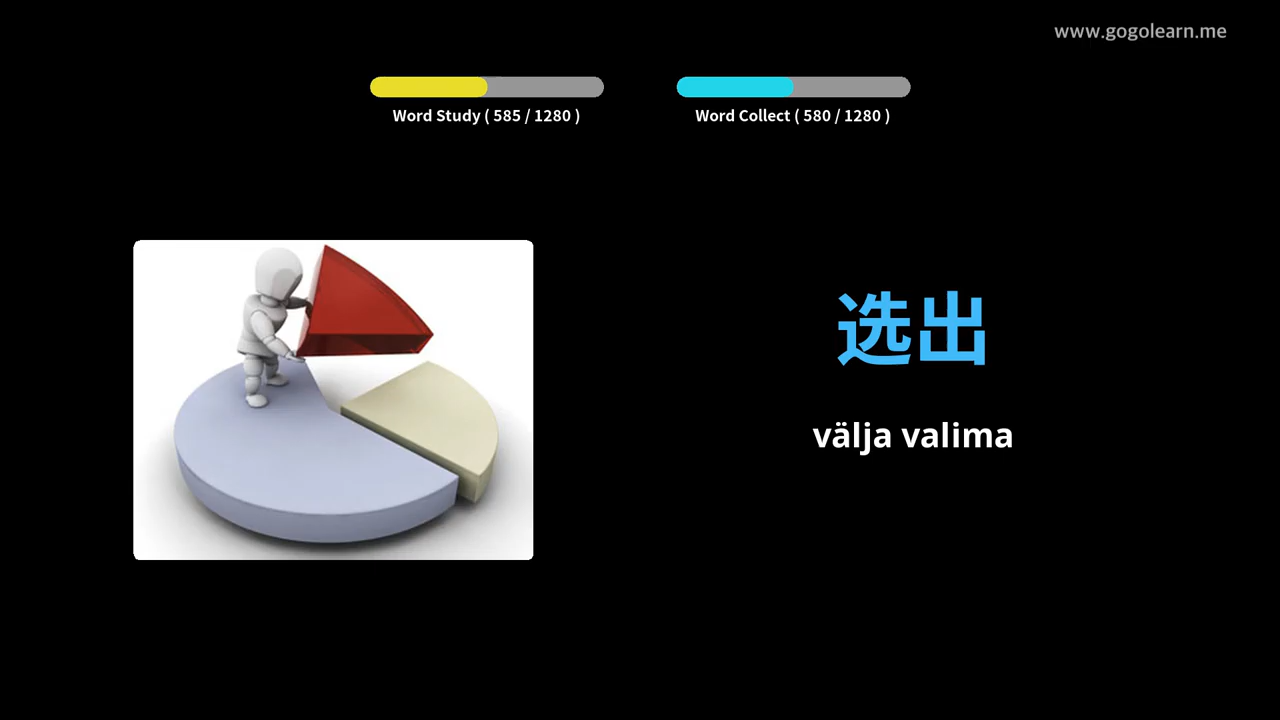 www.gogolearn.me
Word Study ( 585 / 1280 )
Word Collect ( 580 / 1280 )
选出
välja valima